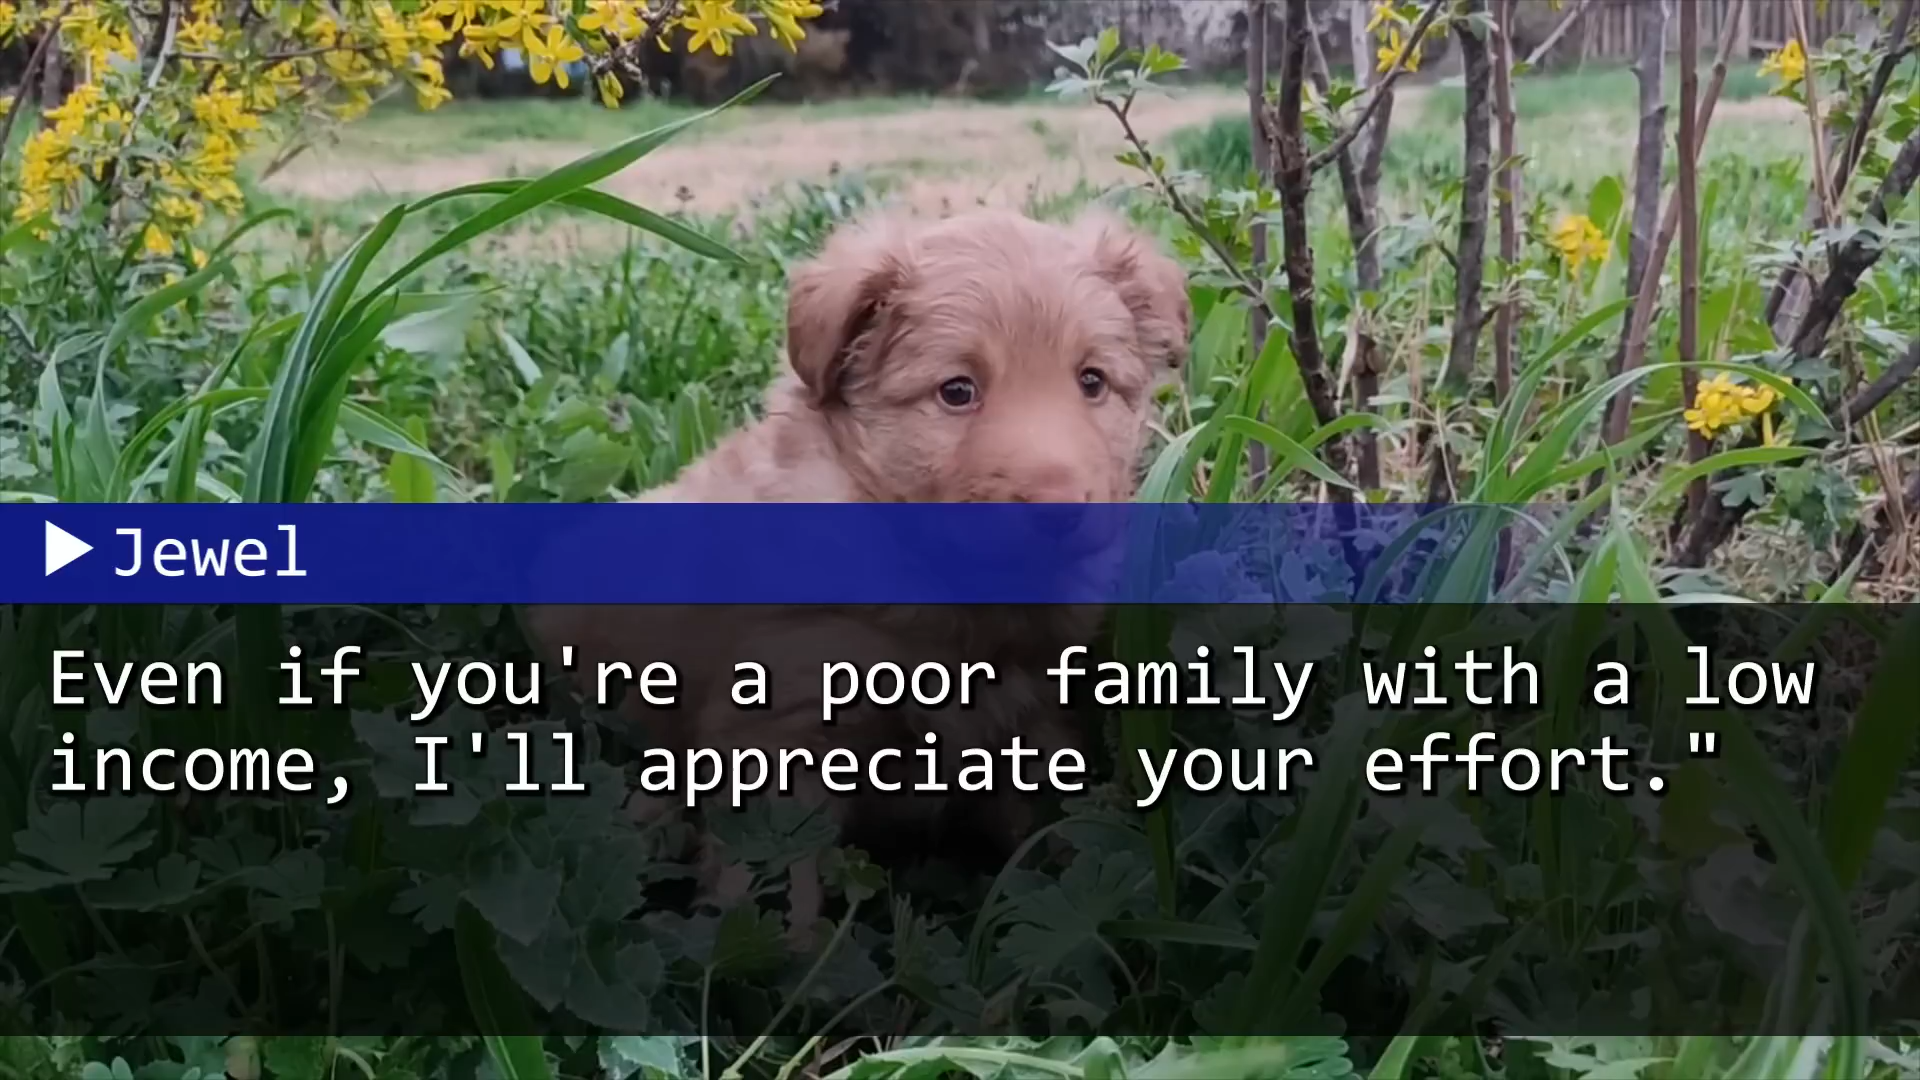 Jewel
Even if you're a poor family with a low
income, I'll appreciate your effort."